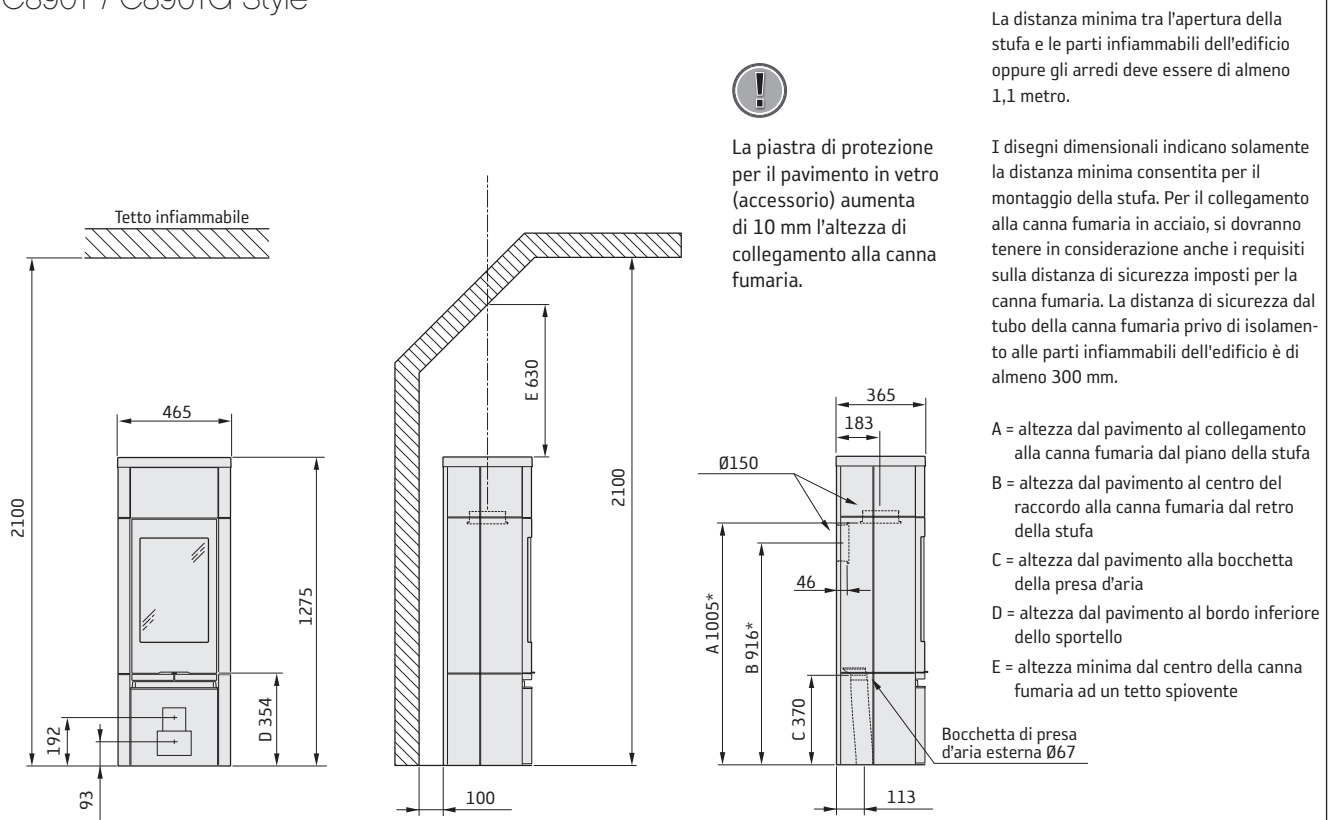 C8901 / C8901G Style
La distanza minima tra l'apertura della
stufa e le parti infiammabili dell'edificio
oppure gli arredi deve essere di almeno
1,1 metro.
La piastra di protezione
per il pavimento in vetro
(accessorio) aumenta
di 10 mm l'altezza di
collegamento alla canna
fumaria.
I disegni dimensionali indicano solamente
la distanza minima consentita per il
montaggio della stufa. Per il collegamento
alla canna fumaria in acciaio, si dovranno
tenere in considerazione anche i requisiti
sulla distanza di sicurezza imposti per la
canna fumaria. La distanza di sicurezza dal
tubo della canna fumaria privo di isolamen-
to alle parti infiammabili dell'edificio è di
almeno 300 mm.
A = altezza dal pavimento al collegamento
alla canna fumaria dal piano della stufa
B = altezza dal pavimento al centro del
raccordo alla canna fumaria dal retro
della stufa
C = altezza dal pavimento alla bocchetta
della presa d'aria
D = altezza dal pavimento al bordo inferiore
dello sportello
E = altezza minima dal centro della canna
fumaria ad un tetto spiovente
Tetto infiammabile
2100
465
1275
D 354
192
93
E 630
2100
100
365
183
Ø150
46
A 1005*
B 916*
C 370
Bocchetta di presa
d'aria esterna Ø67
113